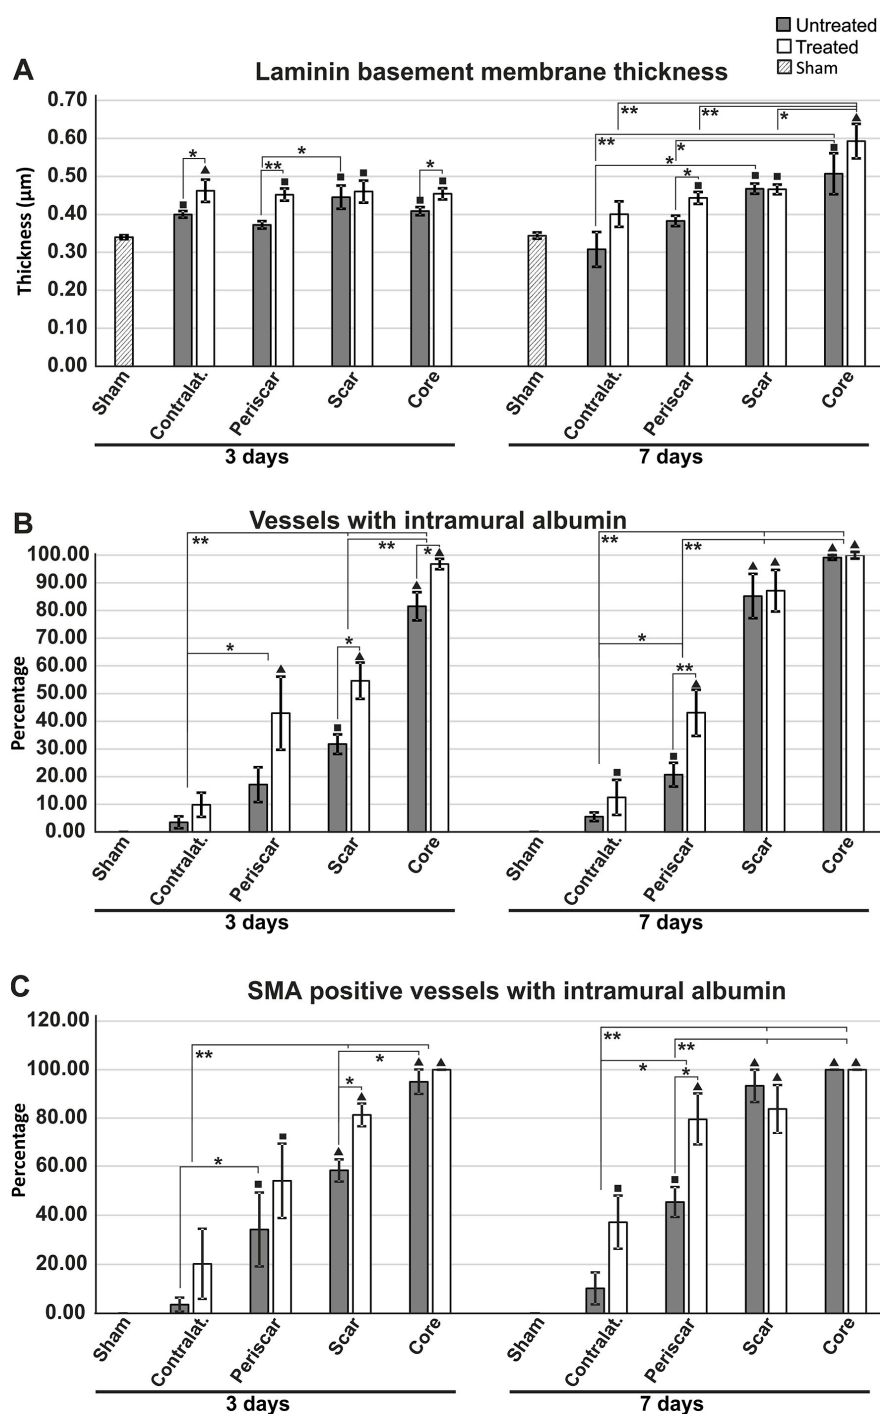 Untreated
Treated
Sham
A
Laminin basement membrane thickness
Thickness (µm)
0.70
0.60
0.50
0.40
0.30
0.20
0.10
0.00
* ** * * ** ** * ** * * *
Sham Contralat. Periscar Scar Core Sham Contralat. Periscar Scar Core
3 days 7 days
B
Vessels with intramural albumin
Percentage
100.00
90.00
80.00
70.00
60.00
50.00
40.00
30.00
20.00
10.00
0.00
** ** * * * ** ** * **
Sham Contralat. Periscar Scar Core Sham Contralat. Periscar Scar Core
3 days 7 days
C
SMA positive vessels with intramural albumin
Percentage
120.00
100.00
80.00
60.00
40.00
20.00
0.00
** * * * ** ** * *
Sham Contralat. Periscar Scar Core Sham Contralat. Periscar Scar Core
3 days 7 days